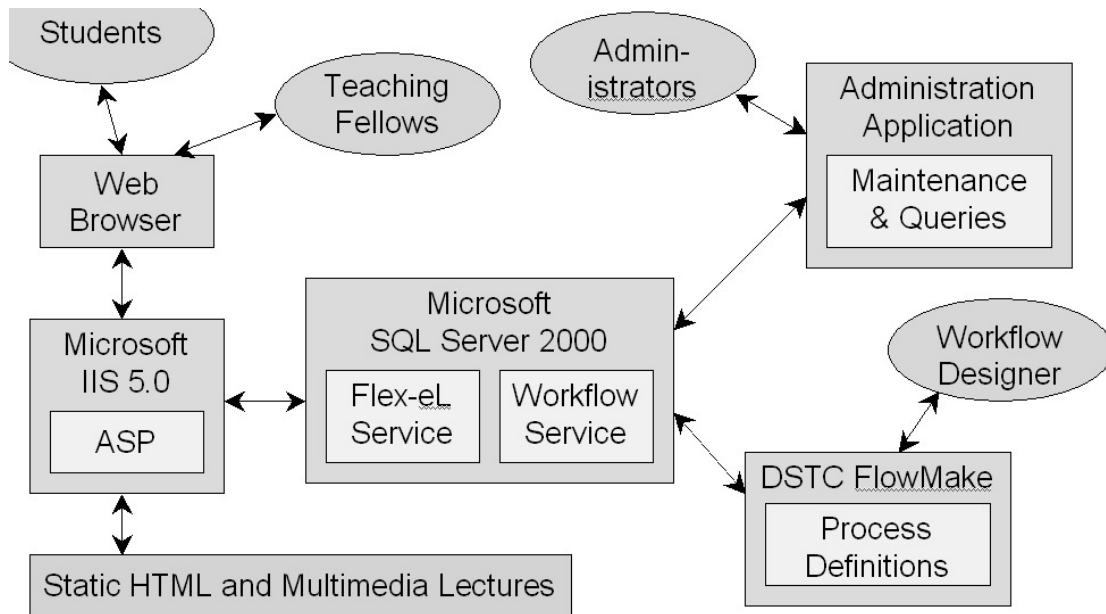 Students
Teaching
Fellows
Admin-
istrators
Administration
Application
Maintenance
& Queries
Web
Browser
Microsoft
IIS 5.0
ASP
Microsoft
SQL Server 2000
Flex-eL
Service
Workflow
Service
Workflow
Designer
DSTC FlowMake
Process
Definitions
Static HTML and Multimedia Lectures